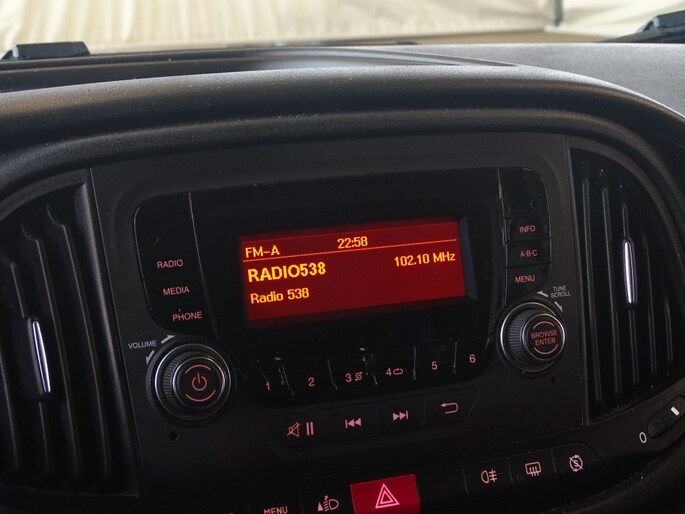 FM-A 22:58
RADIO538 102.10 MHz
Radio 538
RADIO
MEDIA
PHONE
INFO
A·B·C
MENU
VOLUME
TUNE
SCROLL
BROWSE
ENTER
1 2 3 4 5 6
MENU
0